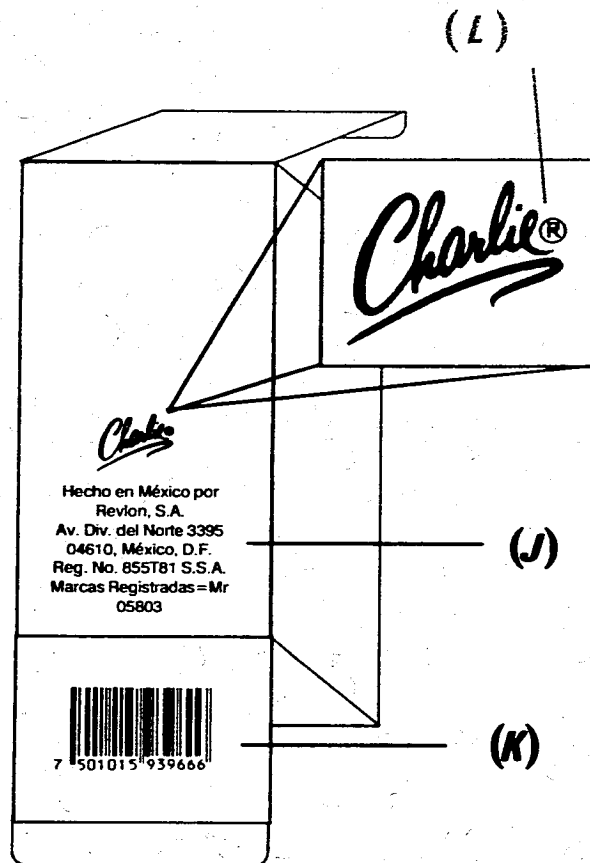 (L)
Charlie®
Charlie®
Hecho en México por
Revlon, S.A.
Av. Div. del Norte 3395
04610, México, D.F.
Reg. No. 855T81 S.S.A.
Marcas Registradas=Mr
05803
(J)
7 501015 939666
(K)